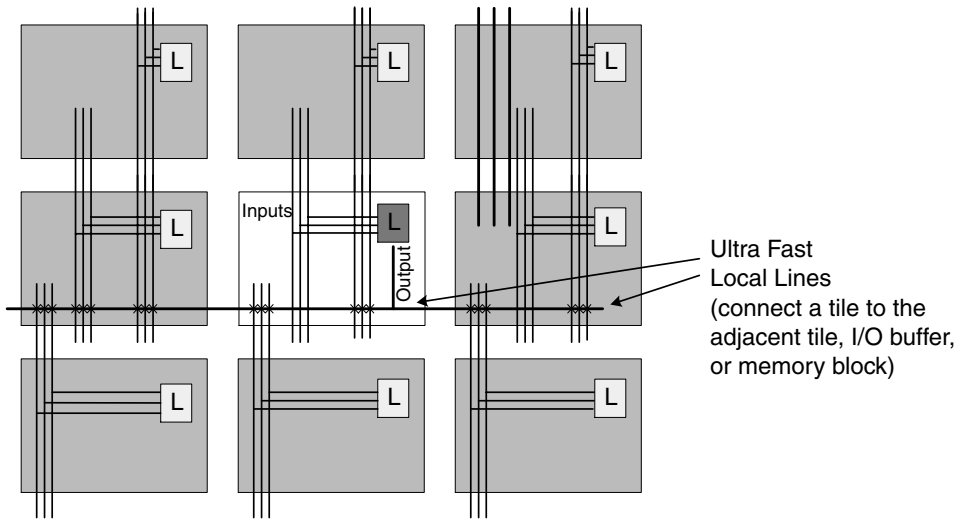 L L L
L Inputs L L
Output
Ultra Fast
Local Lines
(connect a tile to the
adjacent tile, I/O buffer,
or memory block)
L L L